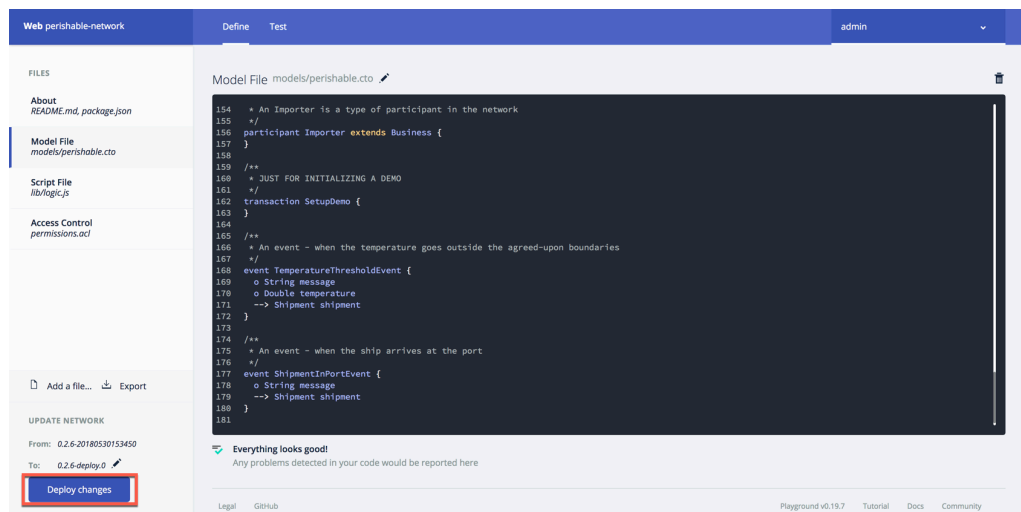 Web perishable-network
Define Test
admin
FILES
About
README.md, package.json
Model File
models/perishable.cto
Script File
lib/logic.js
Access Control
permissions.acl
Add a file... Export
UPDATE NETWORK
From: 0.2.6-20180530153450
To: 0.2.6-deploy.0
Deploy changes
Model File models/perishable.cto
154 * An Importer is a type of participant in the network
155 */
156 participant Importer extends Business {
157 }
158
159 /**
160 * JUST FOR INITIALIZING A DEMO
161 */
162 transaction SetupDemo {
163 }
164
165 /**
166 * An event - when the temperature goes outside the agreed-upon boundaries
167 */
168 event TemperatureThresholdEvent {
169 o String message
170 o Double temperature
171 --> Shipment shipment
172 }
173
174 /**
175 * An event - when the ship arrives at the port
176 */
177 event ShipmentInPortEvent {
178 o String message
179 --> Shipment shipment
180 }
181
Everything looks good!
Any problems detected in your code would be reported here
Legal GitHub
Playground v0.19.7 Tutorial Docs Community